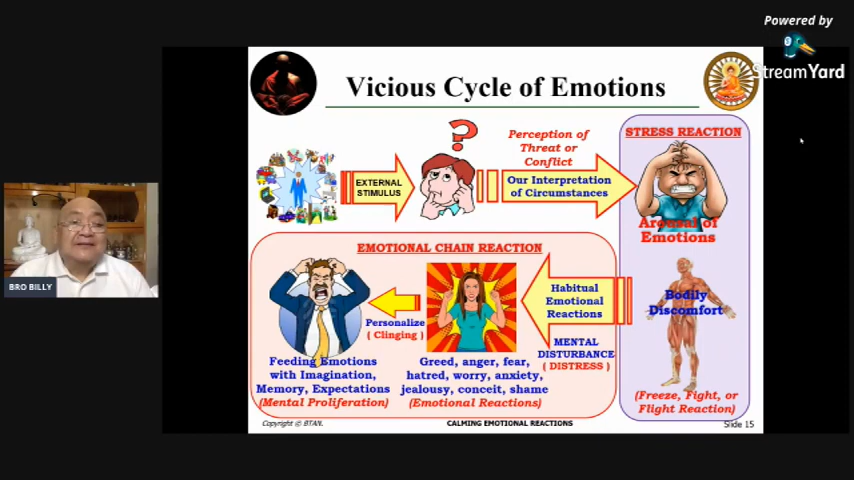 Powered by
StreamYard
Vicious Cycle of Emotions
?
Perception of
Threat or
Conflict
STRESS REACTION
EXTERNAL
STIMULUS
Our Interpretation
of Circumstances
Arousal of
Emotions
EMOTIONAL CHAIN REACTION
Habitual
Emotional
Reactions
Bodily
Discomfort
Personalize
( Clinging )
MENTAL
DISTURBANCE
( DISTRESS )
Feeding Emotions
with Imagination,
Memory, Expectations
(Mental Proliferation)
Greed, anger, fear,
hatred, worry, anxiety,
jealousy, conceit, shame
(Emotional Reactions)
(Freeze, Fight, or
Flight Reaction)
Copyright © BTAN.
CALMING EMOTIONAL REACTIONS
Slide 15
BRO BILLY